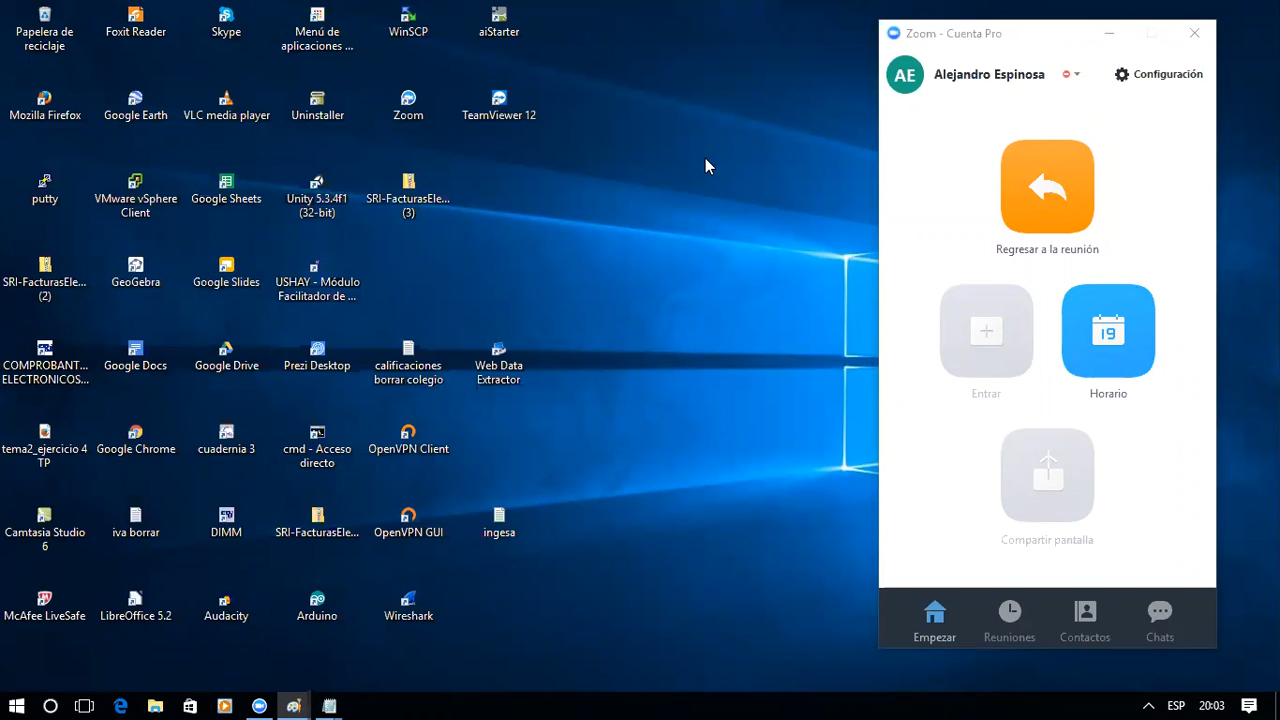 Papelera de
reciclaje
Foxit Reader
Skype
Menú de
aplicaciones ...
WinSCP
aiStarter
Mozilla Firefox
Google Earth
VLC media player
Uninstaller
Zoom
TeamViewer 12
putty
VMware vSphere
Client
Google Sheets
Unity 5.3.4f1
(32-bit)
SRI-FacturasEle...
(3)
SRI-FacturasEle...
(2)
GeoGebra
Google Slides
USHAY - Módulo
Facilitador de ...
COMPROBANT...
ELECTRONICOS...
Google Docs
Google Drive
Prezi Desktop
calificaciones
borrar colegio
Web Data
Extractor
tema2_ejercicio 4
TP
Google Chrome
cuadernia 3
cmd - Acceso
directo
OpenVPN Client
Camtasia Studio
6
iva borrar
DIMM
SRI-FacturasEle...
OpenVPN GUI
ingesa
McAfee LiveSafe
LibreOffice 5.2
Audacity
Arduino
Wireshark
Zoom - Cuenta Pro
AE
Alejandro Espinosa
Configuración
Regresar a la reunión
19
Entrar
Horario
Compartir pantalla
Empezar
Reuniones
Contactos
Chats
ESP
20:03